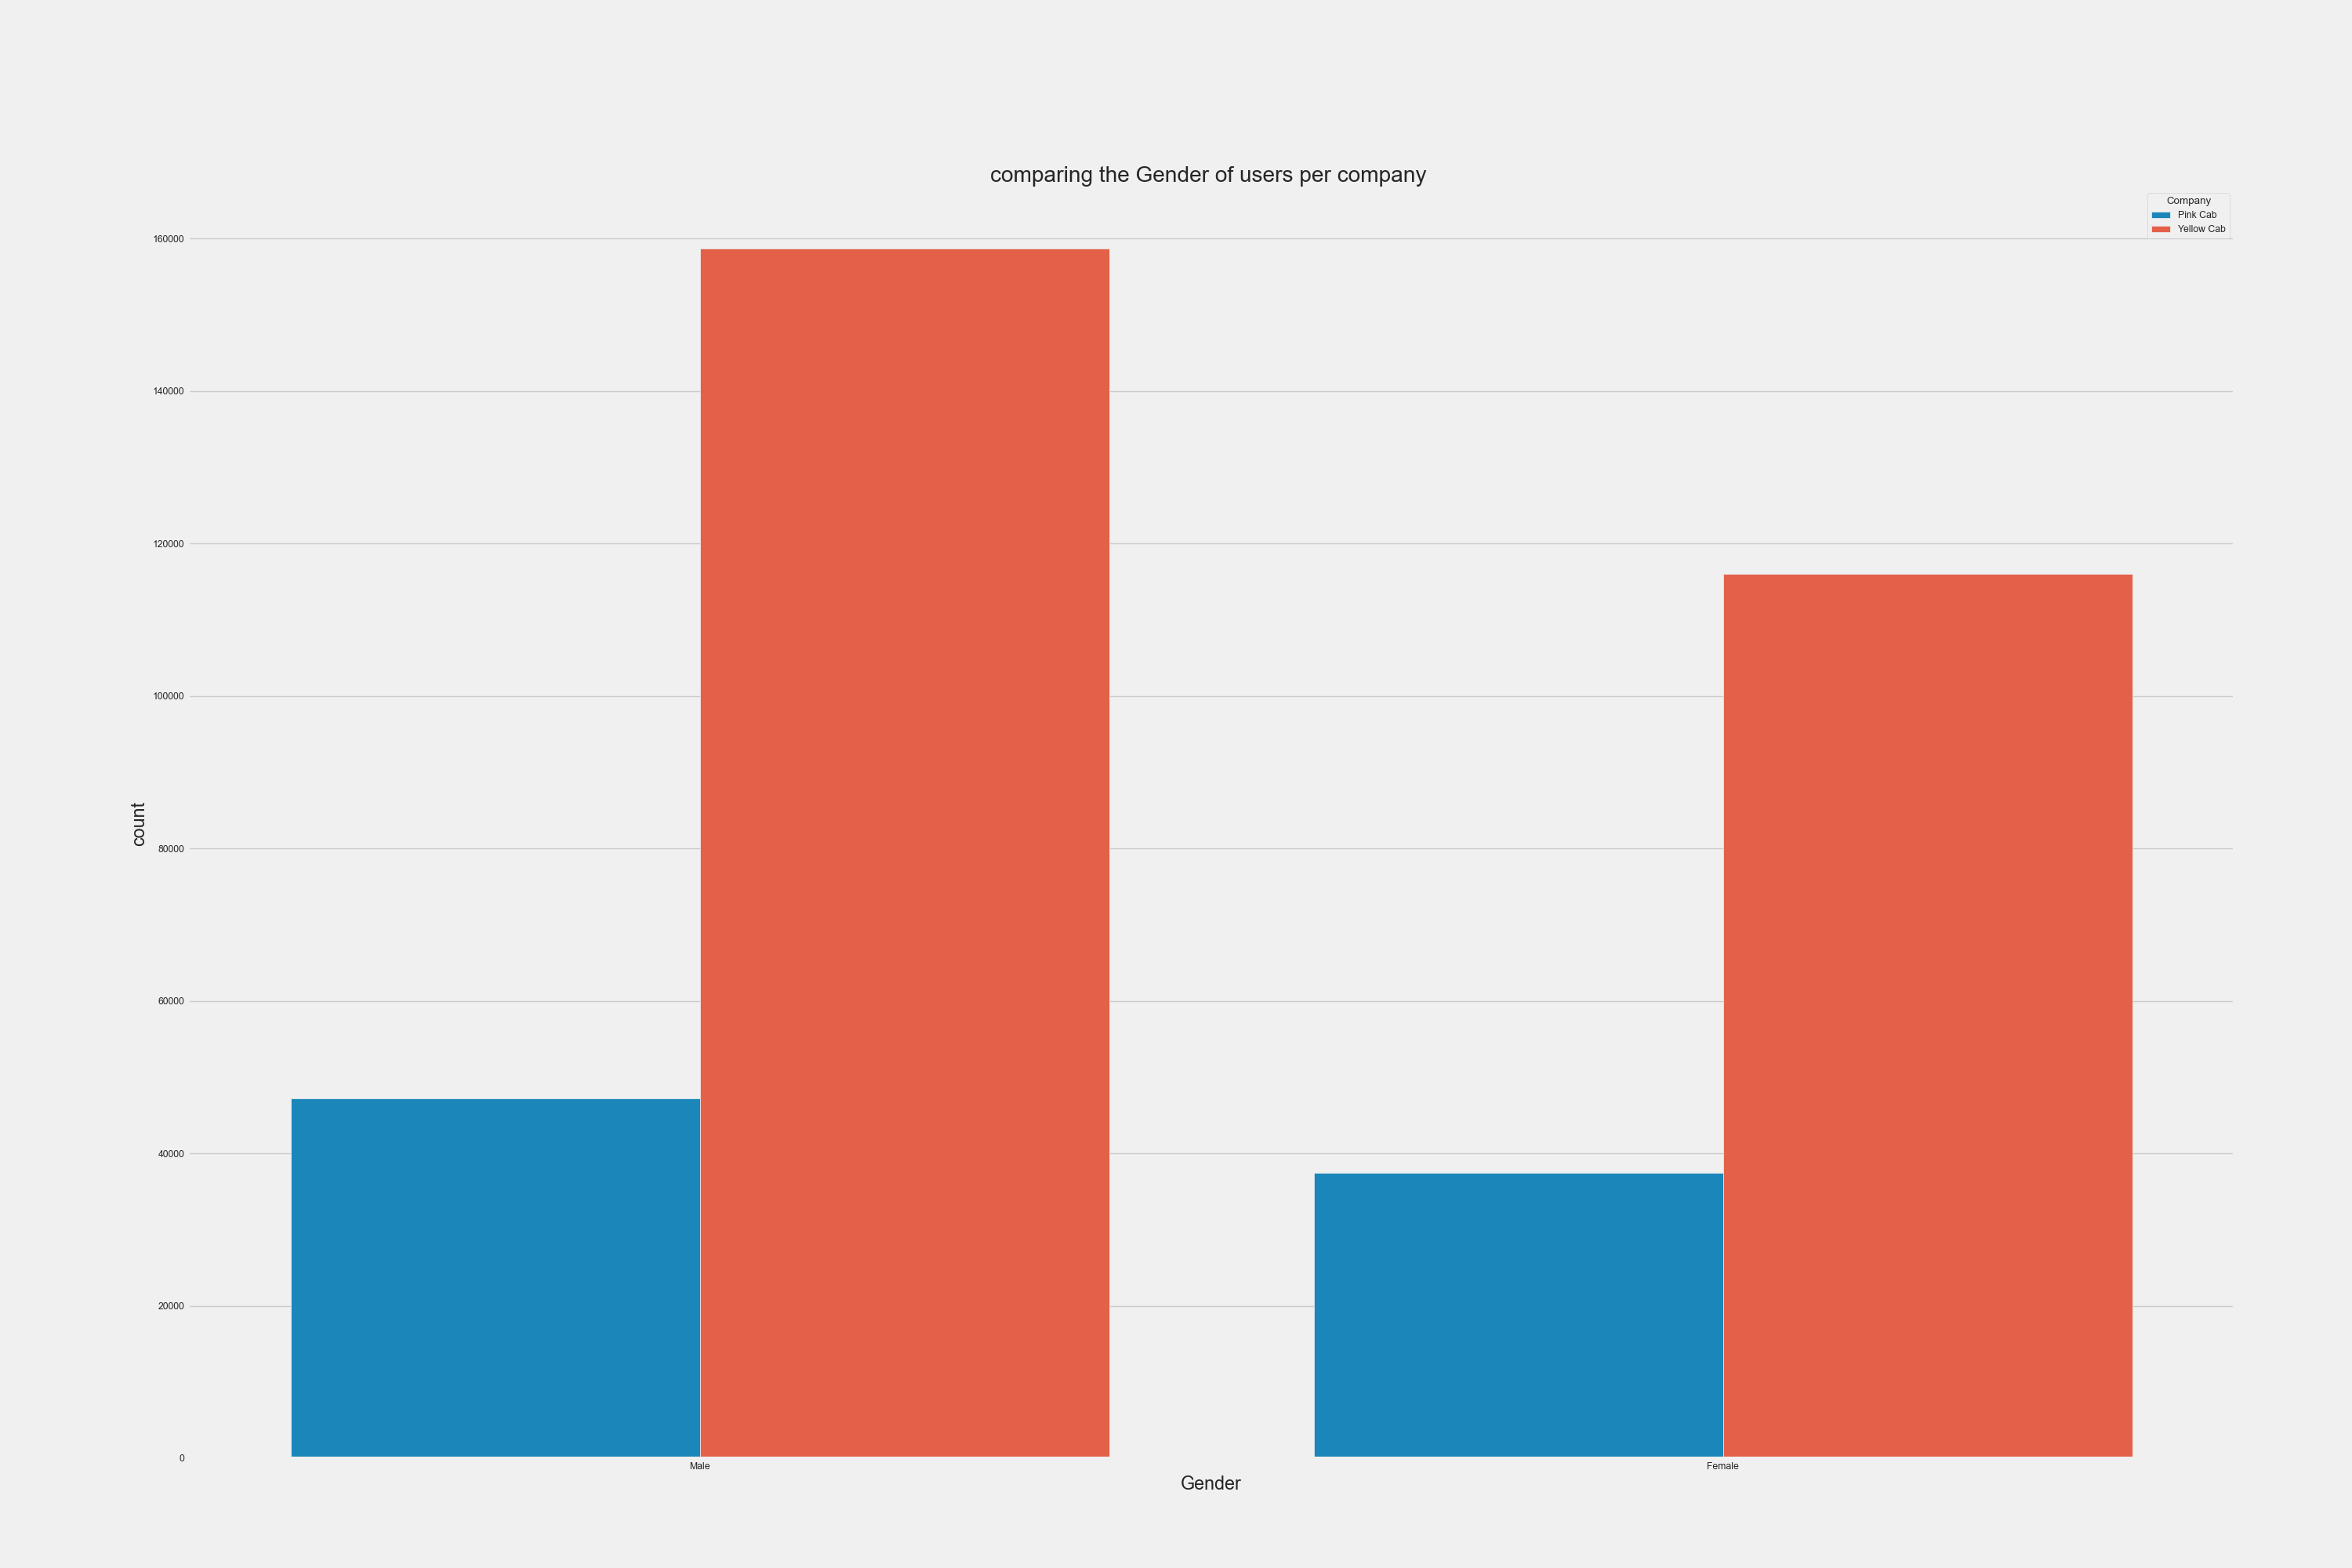 comparing the Gender of users per company
Company
Pink Cab
Yellow Cab
160000
140000
120000
100000
80000
60000
40000
20000
0
count
Male
Female
Gender